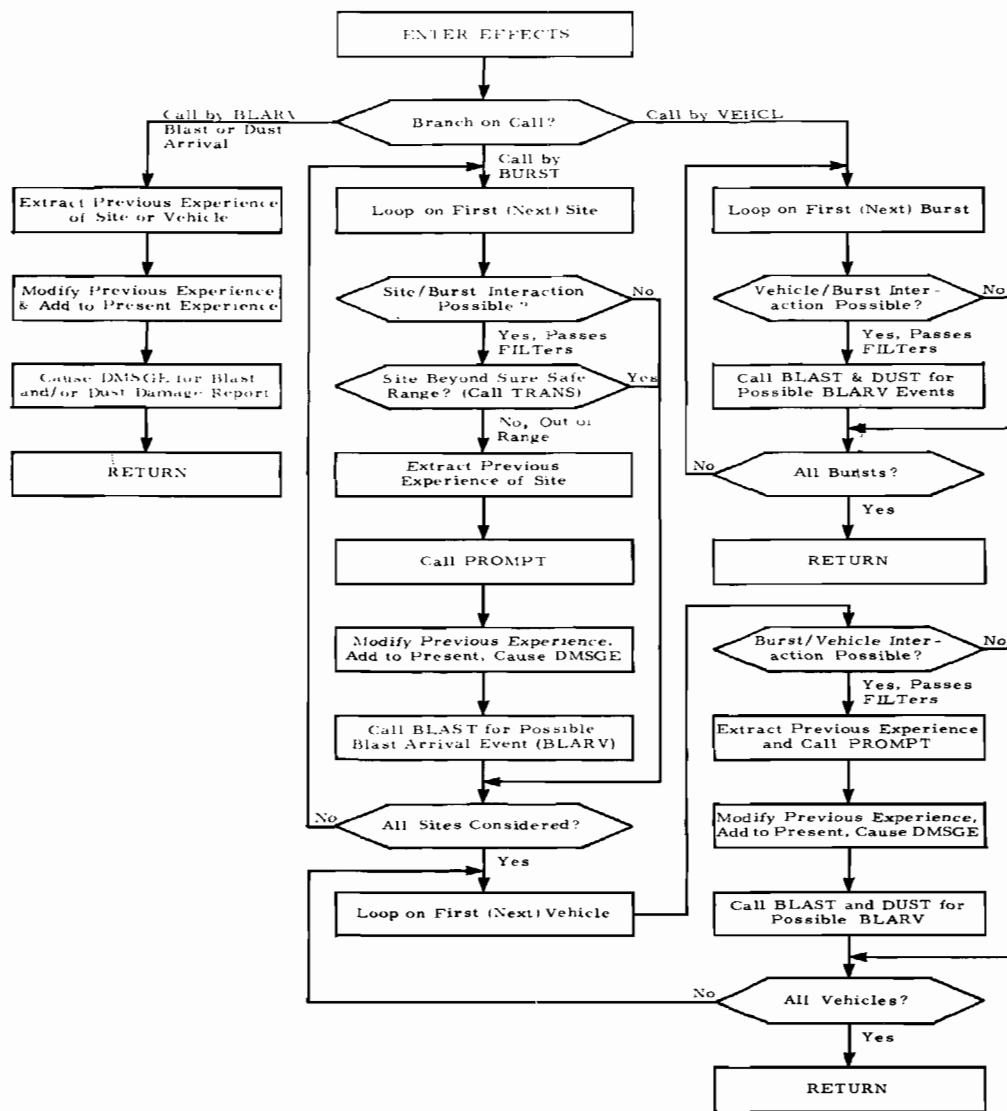 ENTER EFFECTS
Branch on Call?
Call by BLARV
Blast or Dust
Arrival
Extract Previous Experience
of Site or Vehicle
Modify Previous Experience
& Add to Present Experience
Cause DMSGE for Blast
and/or Dust Damage Report
RETURN
Call by
BURST
Loop on First (Next) Site
Site/Burst Interaction
Possible?
No
Yes, Passes
FILTers
Site Beyond Sure Safe
Range? (Call TRANS)
Yes
No, Out of
Range
Extract Previous
Experience of Site
Call PROMPT
Modify Previous Experience,
Add to Present, Cause DMSGE
Call BLAST for Possible
Blast Arrival Event (BLARV)
No
All Sites Considered?
Yes
Loop on First (Next) Vehicle
Call by VEHCL
Loop on First (Next) Burst
Vehicle/Burst Inter-
action Possible?
No
Yes, Passes
FILTers
Call BLAST & DUST for
Possible BLARV Events
No
All Bursts?
Yes
RETURN
Burst/Vehicle Inter-
action Possible?
No
Yes, Passes
FILTers
Extract Previous Experience
and Call PROMPT
Modify Previous Experience,
Add to Present, Cause DMSGE
Call BLAST and DUST for
Possible BLARV
No
All Vehicles?
Yes
RETURN